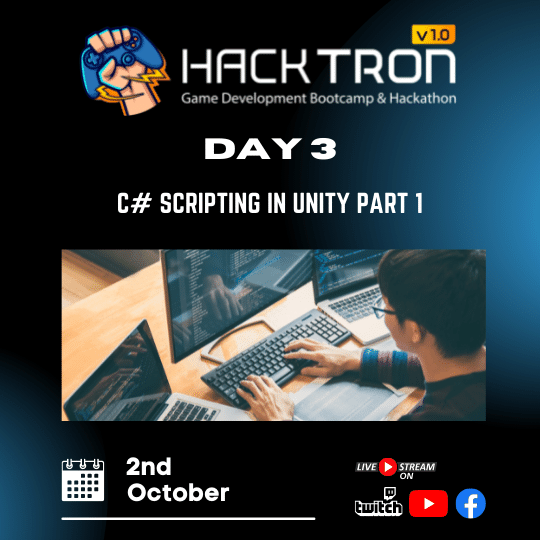 HACKTRON
v 1.0
Game Development Bootcamp & Hackathon
DAY 3
C# SCRIPTING IN UNITY PART 1
2nd
October
LIVE STREAM
ON
twitch